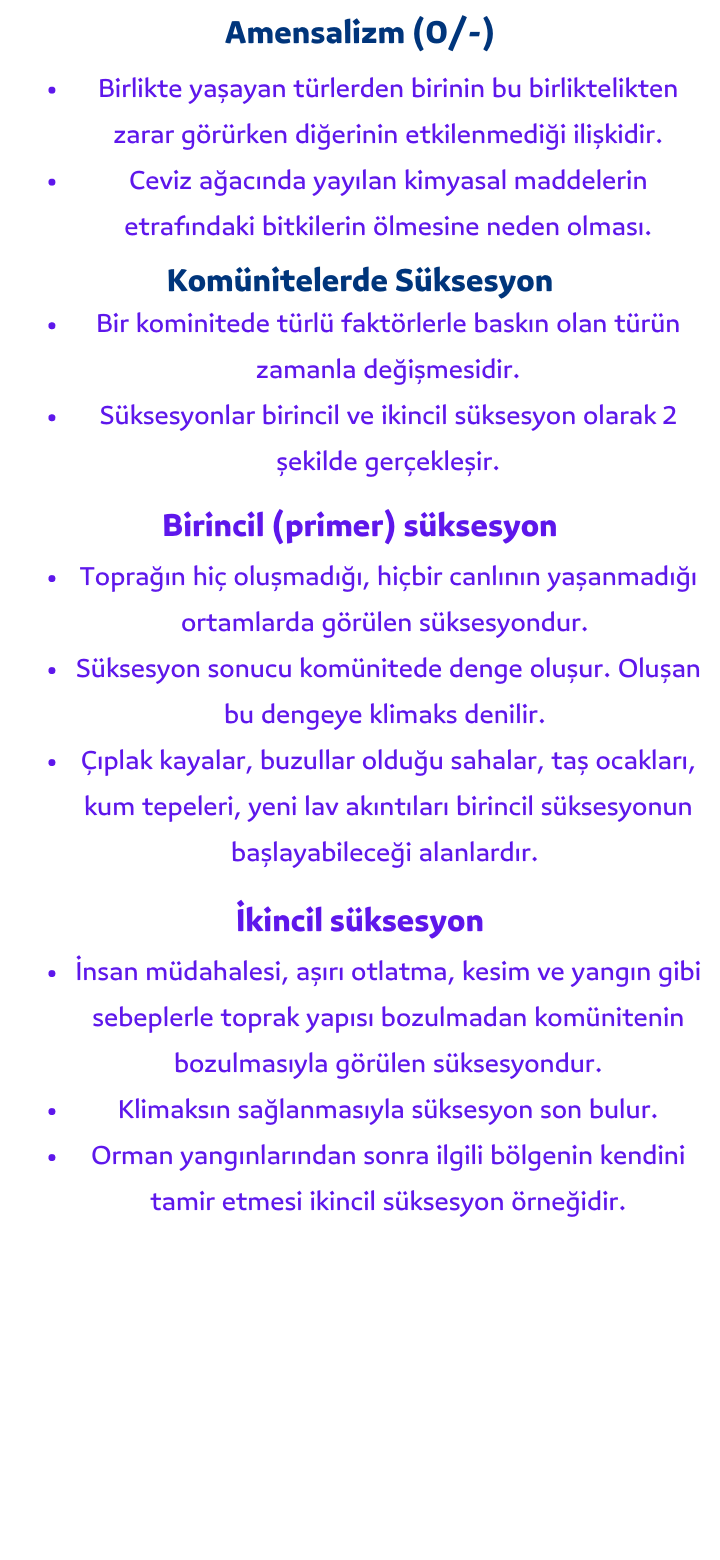 Amensalizm (0/-)
• Birlikte yaşayan türlerden birinin bu birliktelikten
zarar görürken diğerinin etkilenmediği ilişkidir.
• Ceviz ağacında yayılan kimyasal maddelerin
etrafındaki bitkilerin ölmesine neden olması.
Komünitelerde Süksesyon
• Bir kominitede türlü faktörlerle baskın olan türün
zamanla değişmesidir.
• Süksesyonlar birincil ve ikincil süksesyon olarak 2
şekilde gerçekleşir.
Birincil (primer) süksesyon
• Toprağın hiç oluşmadığı, hiçbir canlının yaşanmadığı
ortamlarda görülen süksesyondur.
• Süksesyon sonucu komünitede denge oluşur. Oluşan
bu dengeye klimaks denilir.
• Çıplak kayalar, buzullar olduğu sahalar, taş ocakları,
kum tepeleri, yeni lav akıntıları birincil süksesyonun
başlayabileceği alanlardır.
İkincil süksesyon
• İnsan müdahalesi, aşırı otlatma, kesim ve yangın gibi
sebeplerle toprak yapısı bozulmadan komünitenin
bozulmasıyla görülen süksesyondur.
• Klimaksın sağlanmasıyla süksesyon son bulur.
• Orman yangınlarından sonra ilgili bölgenin kendini
tamir etmesi ikincil süksesyon örneğidir.